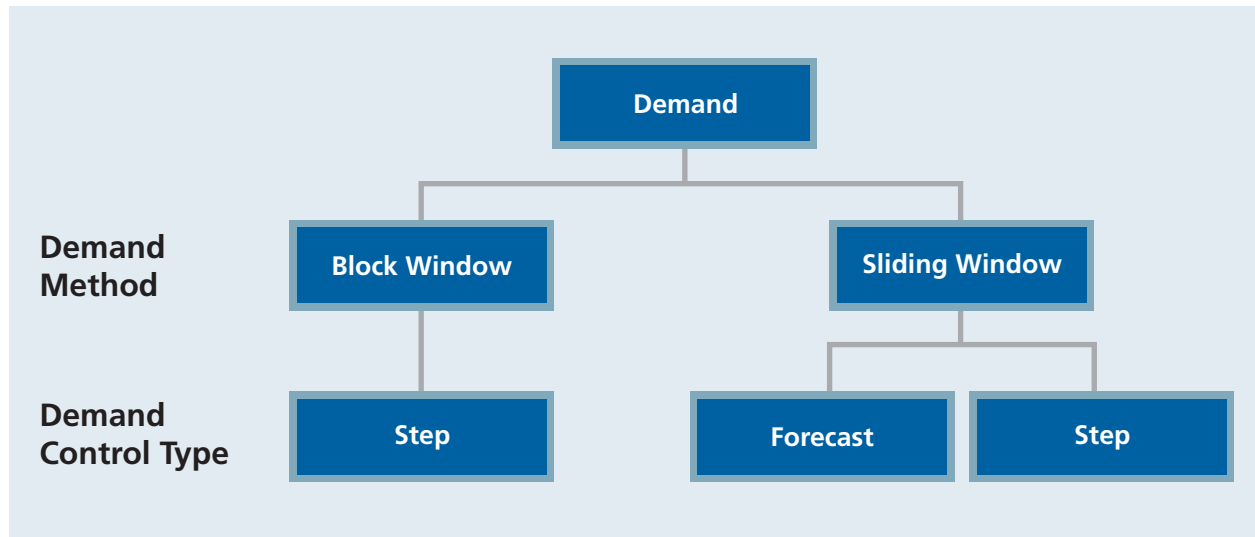 Demand
Demand
Method
Block Window
Sliding Window
Demand
Control Type
Step
Forecast
Step